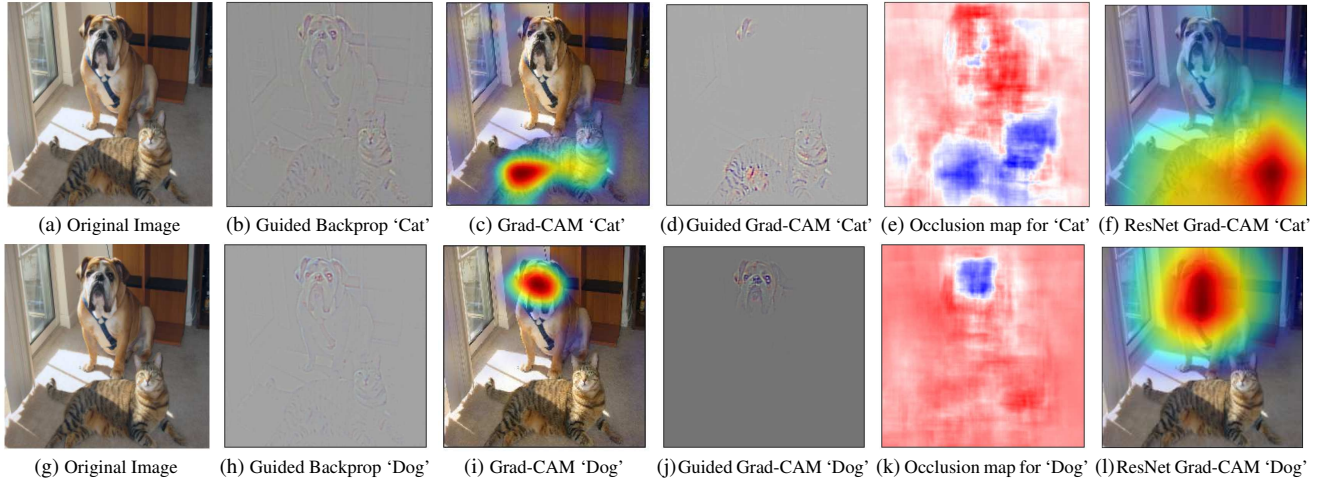 (a) Original Image
(b) Guided Backprop ‘Cat’
(c) Grad-CAM ‘Cat’
(d) Guided Grad-CAM ‘Cat’
(e) Occlusion map for ‘Cat’
(f) ResNet Grad-CAM ‘Cat’
(g) Original Image
(h) Guided Backprop ‘Dog’
(i) Grad-CAM ‘Dog’
(j)Guided Grad-CAM ‘Dog’
(k) Occlusion map for ‘Dog’
(l)ResNet Grad-CAM ‘Dog’